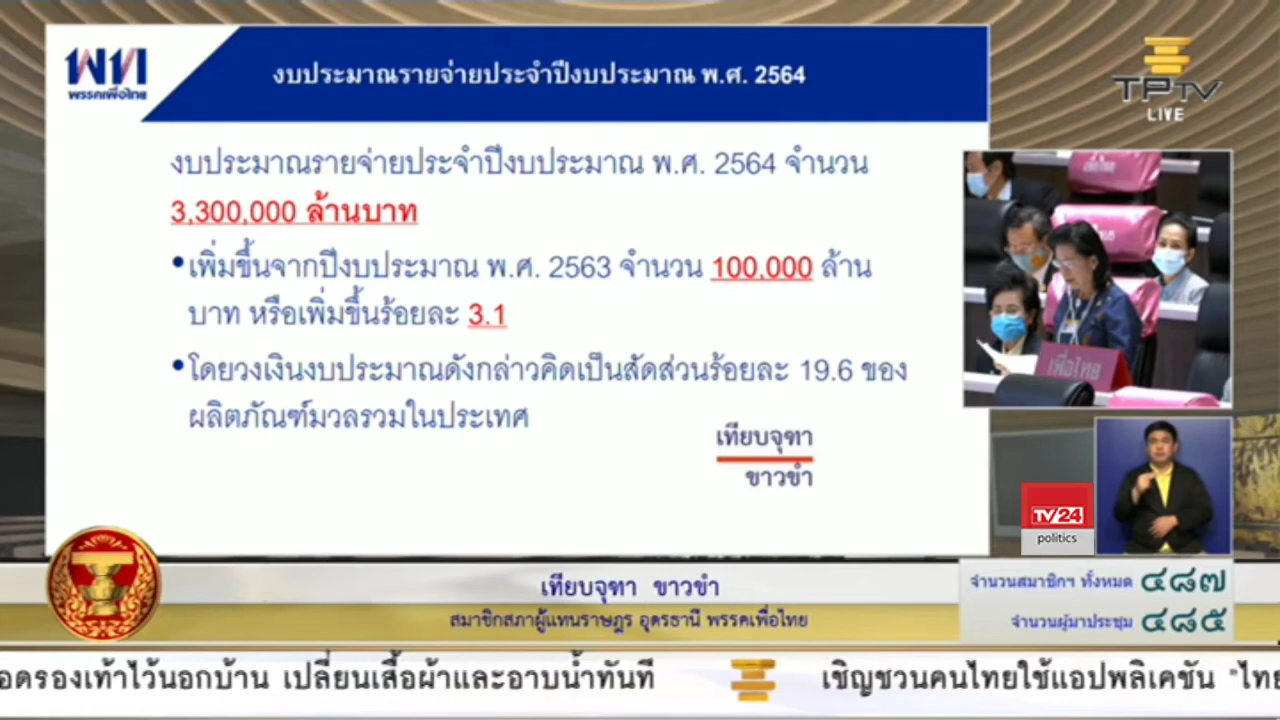 พท
พรรคเพื่อไทย
งบประมาณรายจ่ายประจำปีงบประมาณ พ.ศ. 2564
TPTV
LIVE
งบประมาณรายจ่ายประจำปีงบประมาณ พ.ศ. 2564 จำนวน
3,300,000 ล้านบาท
•เพิ่มขึ้นจากปีงบประมาณ พ.ศ. 2563 จำนวน 100,000 ล้าน
บาท หรือเพิ่มขึ้นร้อยละ 3.1
•โดยวงเงินงบประมาณดังกล่าวคิดเป็นสัดส่วนร้อยละ 19.6 ของ
ผลิตภัณฑ์มวลรวมในประเทศ
เทียบจุฑา
ขาวขำ
เพื่อไทย
TV/24
politics
เทียบจุฑา ขาวขำ
สมาชิกสภาผู้แทนราษฎร อุดรธานี พรรคเพื่อไทย
จำนวนสมาชิกฯ ทั้งหมด ๔๘๗
จำนวนผู้มาประชุม ๔๘๕
อดรองเท้าไว้นอกบ้าน เปลี่ยนเสื้อผ้าและอาบน้ำทันที เชิญชวนคนไทยใช้แอปพลิเคชัน "ไทย